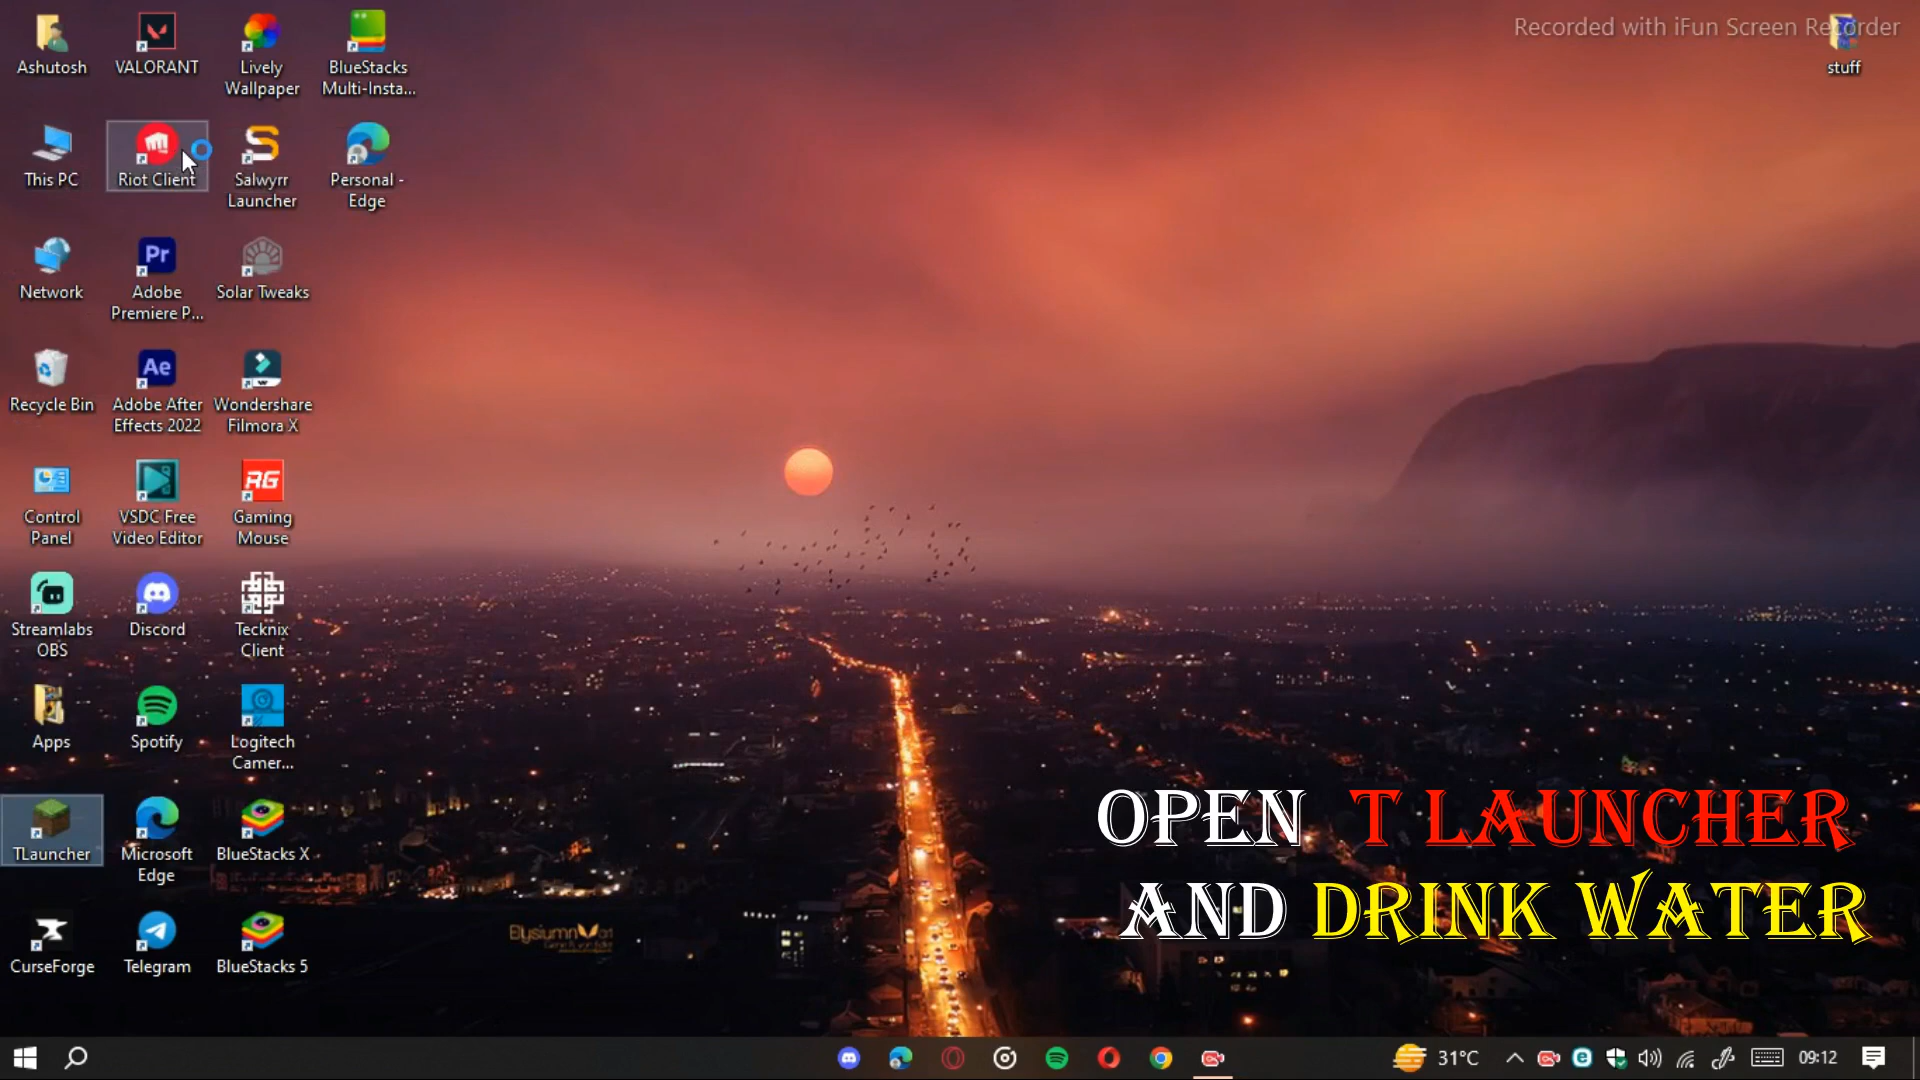 Recorded with iFun Screen Recorder
Ashutosh
VALORANT
Lively
Wallpaper
BlueStacks
Multi-Insta...
stuff
This PC
Riot Client
Salwyrr
Launcher
Personal -
Edge
Network
Pr
Adobe
Premiere P...
Solar Tweaks
Recycle Bin
Ae
Adobe After
Effects 2022
Wondershare
Filmora X
Control
Panel
VSDC Free
Video Editor
RG
Gaming
Mouse
Streamlabs
OBS
Discord
Tecknix
Client
Apps
Spotify
Logitech
Camer...
TLauncher
Microsoft
Edge
BlueStacks X
CurseForge
Telegram
BlueStacks 5
OPEN T LAUNCHER
AND DRINK WATER
31°C
09:12